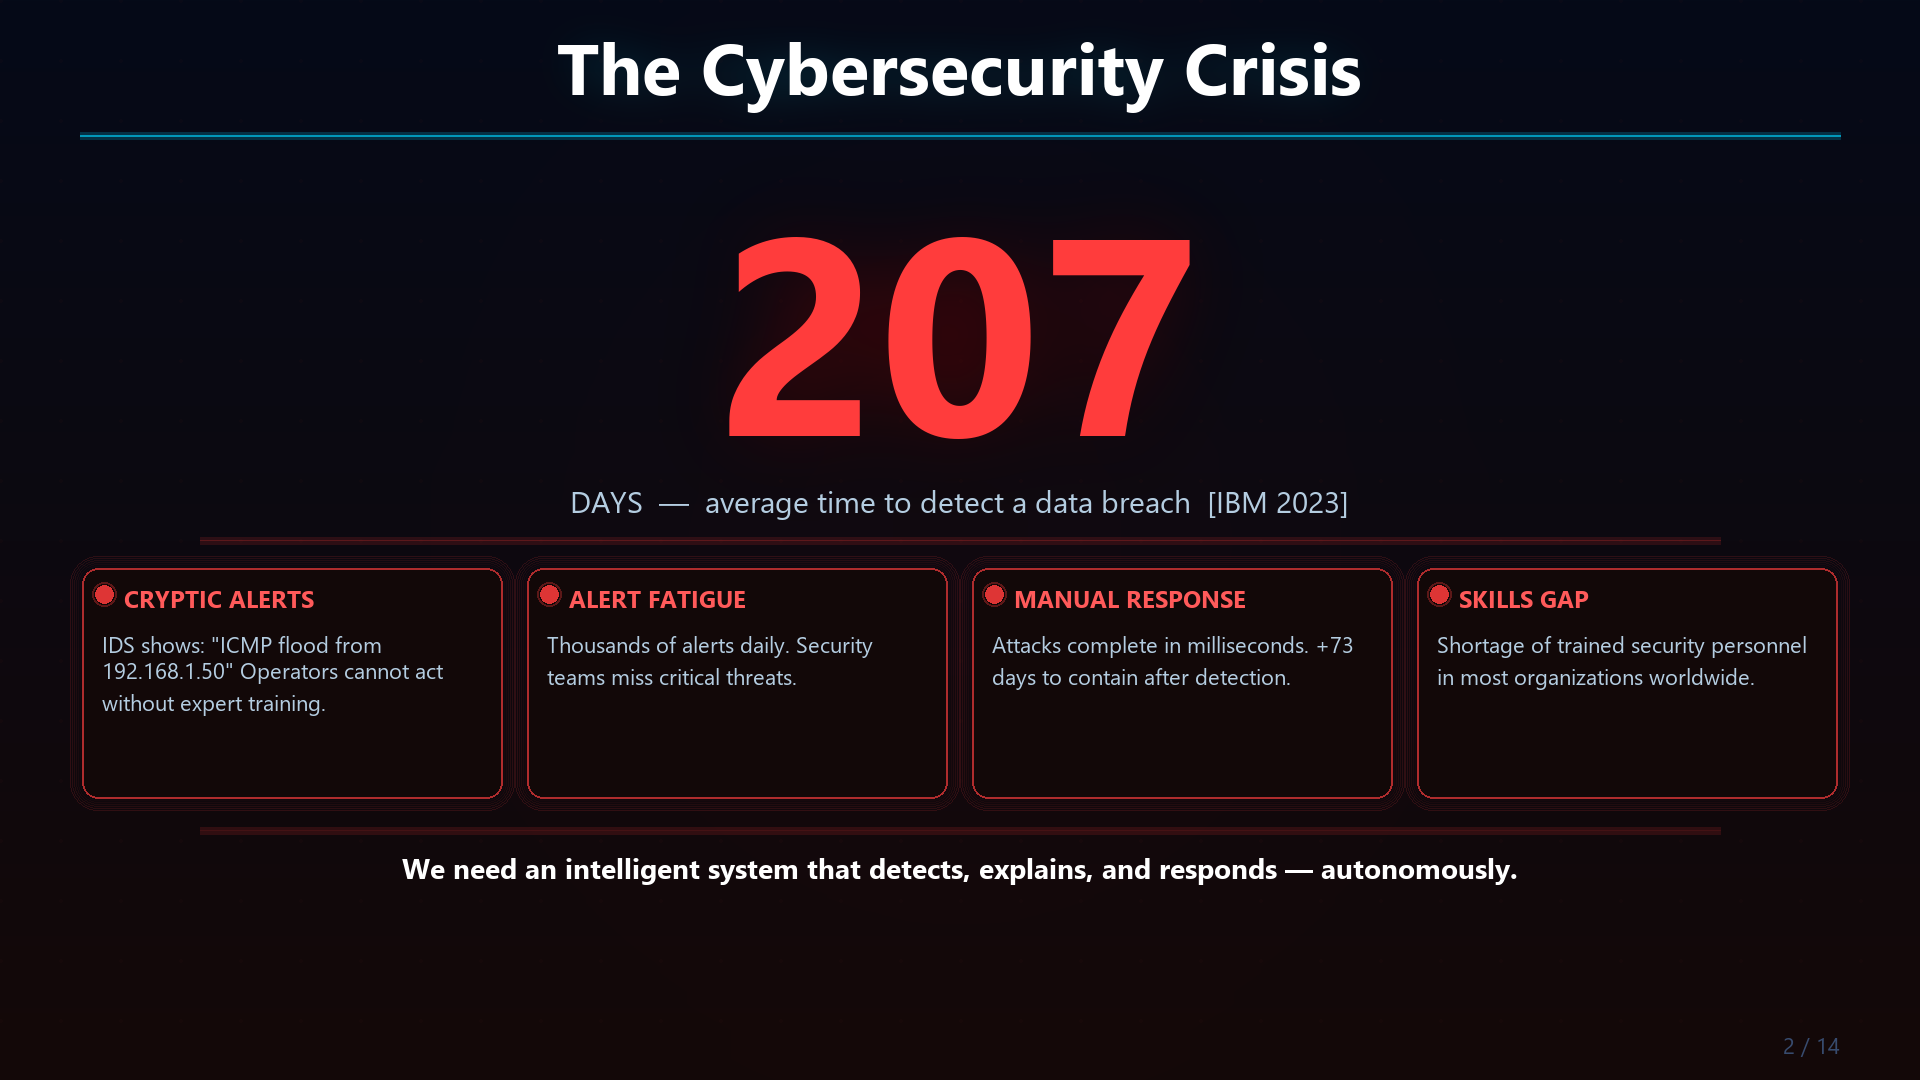 The Cybersecurity Crisis
207
DAYS — average time to detect a data breach [IBM 2023]
CRYPTIC ALERTS
IDS shows: "ICMP flood from
192.168.1.50" Operators cannot act
without expert training.
ALERT FATIGUE
Thousands of alerts daily. Security
teams miss critical threats.
MANUAL RESPONSE
Attacks complete in milliseconds. +73
days to contain after detection.
SKILLS GAP
Shortage of trained security personnel
in most organizations worldwide.
We need an intelligent system that detects, explains, and responds — autonomously.
2 / 14